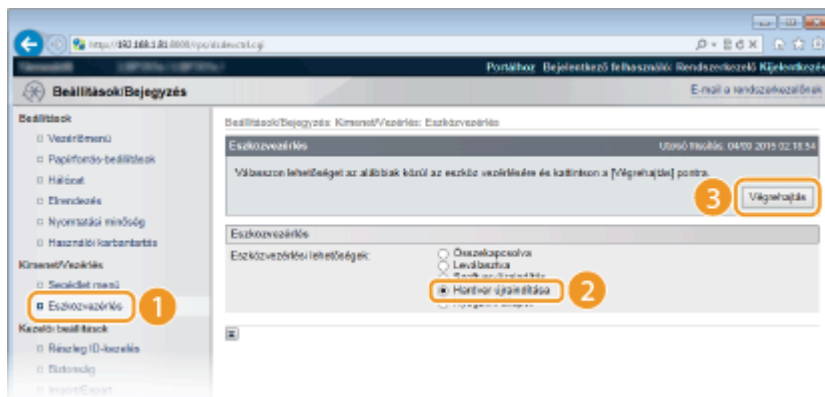 Portálhoz Bejelentkező felhasználó: Rendszerkezelő Kijelentkezés
Beállítások/Bejegyzés
E-mail a rendszerkezelőnek
Beállítások
Vezérlőmenü
Papírforrás-beállítások
Hálózat
Elrendezés
Nyomtatási minőség
Használói karbantartás
Kimenet/Vezérlés
Segédlet menü
Eszközvezérlés
1
Kezelői beállítások
Részleg ID-kezelés
Biztonság
Import/Export
Beállítások/Bejegyzés: Kimenet/Vezérlés: Eszközvezérlés
Eszközvezérlés
Utolsó frissítés: 04/09 2015 02:18:54
Válasszon lehetőséget az alábbiak közül az eszköz vezérlésére és kattintson a [Végrehajtás] pontra.
3
Végrehajtás
Eszközvezérlés
Eszközvezérlési lehetőségek:
Összekapcsolva
Leválasztva
Hardver újraindítása
2